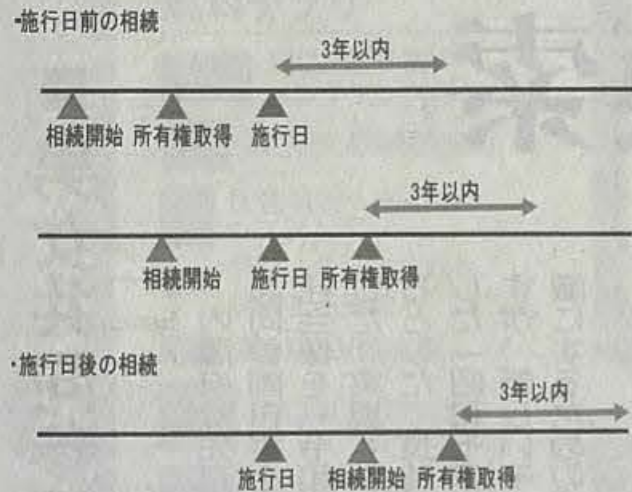 ・施行日前の相続
3年以内
相続開始 所有権取得 施行日
3年以内
相続開始 施行日 所有権取得
・施行日後の相続
3年以内
施行日 相続開始 所有権取得